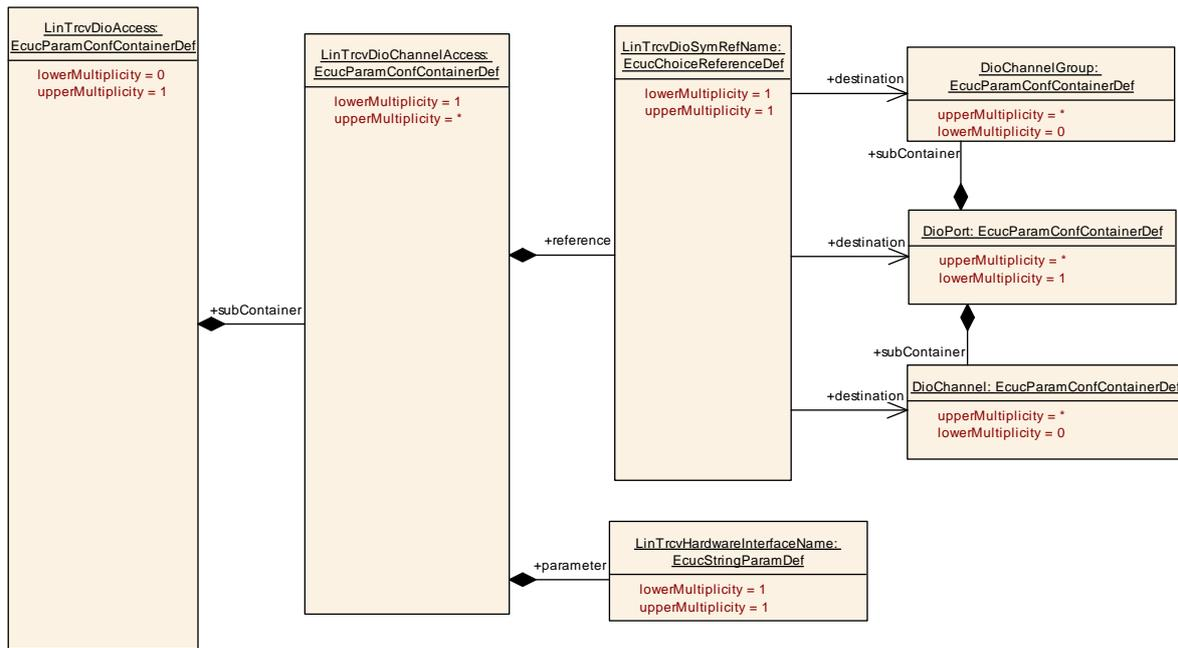 LinTrcvDioAccess:
EcucParamConfContainerDef
lowerMultiplicity = 0
upperMultiplicity = 1
+subContainer
LinTrcvDioChannelAccess:
EcucParamConfContainerDef
lowerMultiplicity = 1
upperMultiplicity = *
+reference
+parameter
LinTrcvDioSymRefName:
EcucChoiceReferenceDef
lowerMultiplicity = 1
upperMultiplicity = 1
+destination
+destination
+destination
LinTrcvHardwareInterfaceName:
EcucStringParamDef
lowerMultiplicity = 1
upperMultiplicity = 1
DioChannelGroup:
EcucParamConfContainerDef
upperMultiplicity = *
lowerMultiplicity = 0
+subContainer
DioPort: EcucParamConfContainerDef
upperMultiplicity = *
lowerMultiplicity = 1
+subContainer
DioChannel: EcucParamConfContainerDef
upperMultiplicity = *
lowerMultiplicity = 0